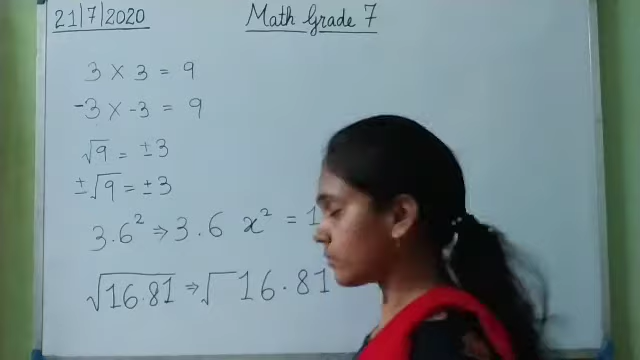 21/7/2020
Math Grade 7
3 × 3 = 9
-3 × -3 = 9
√9 = ±3
±√9 = ±3
3.6² ⇒ 3.6 x² = 1
√16.81 ⇒ √ 16.81